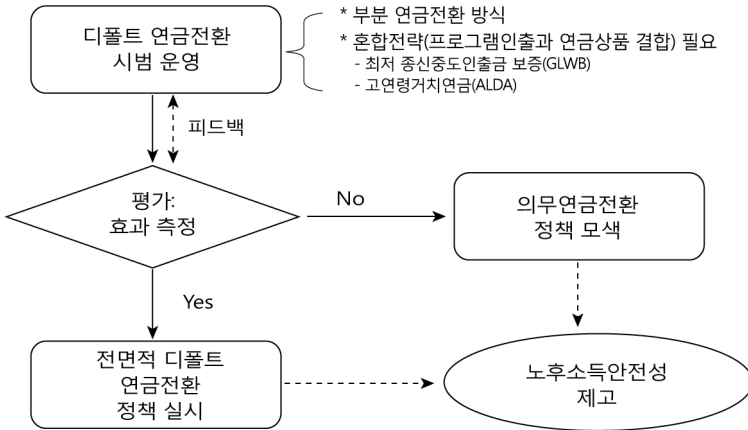 디폴트 연금전환
시범 운영
* 부분 연금전환 방식
* 혼합전략(프로그램인출과 연금상품 결합) 필요
- 최저 종신중도인출금 보증(GLWB)
- 고연령거치연금(ALDA)
피드백
평가:
효과 측정
No
의무연금전환
정책 모색
Yes
전면적 디폴트
연금전환
정책 실시
노후소득안전성
제고